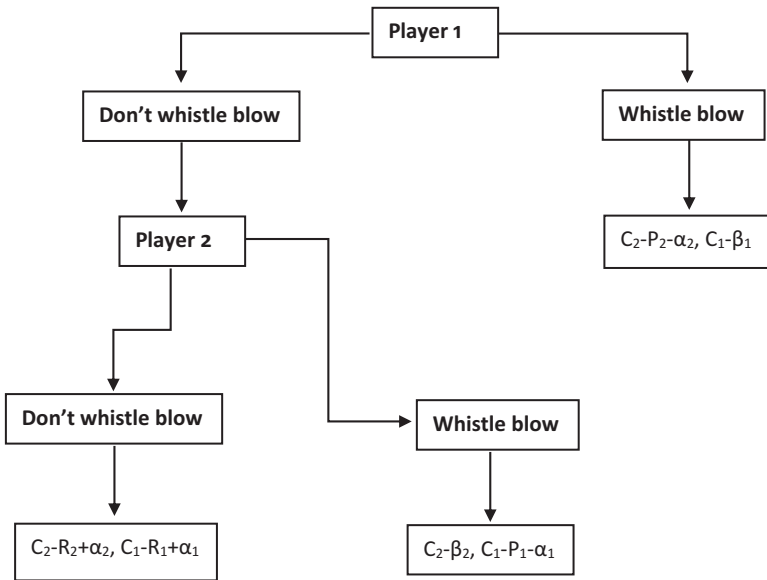 Player 1
Don't whistle blow
Whistle blow
Player 2
C₂-P₂-α₂, C₁-β₁
Don't whistle blow
Whistle blow
C₂-R₂+α₂, C₁-R₁+α₁
C₂-β₂, C₁-P₁-α₁